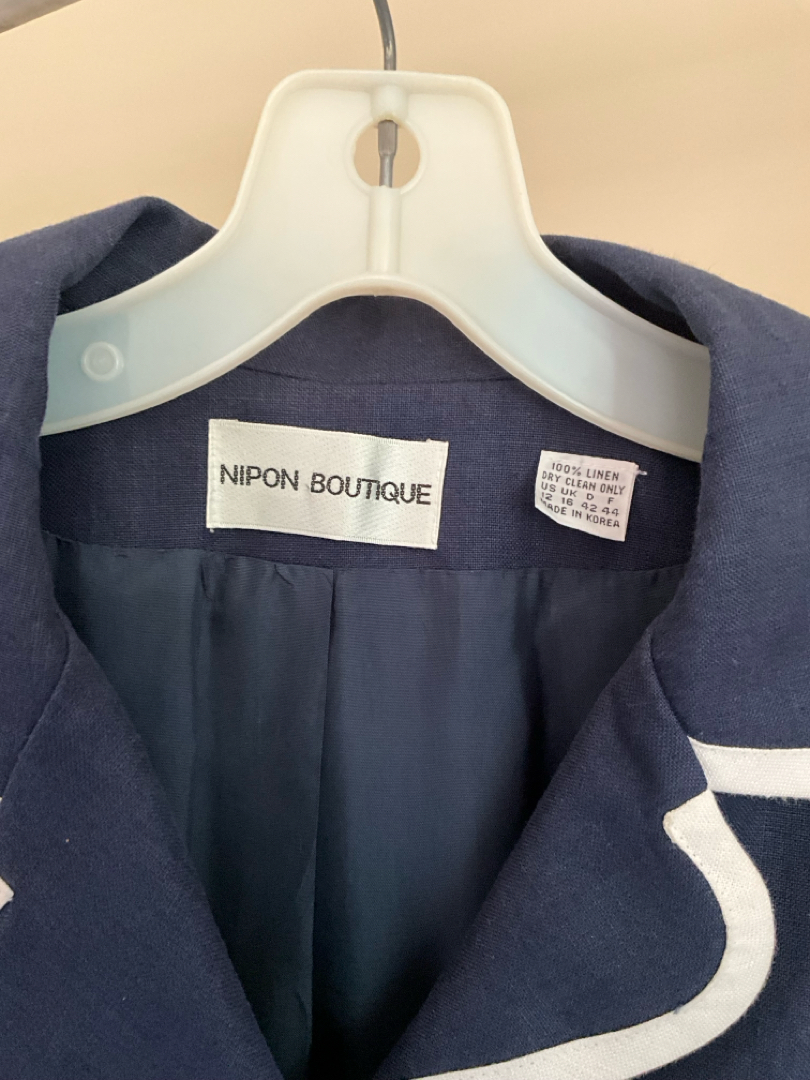 NIPON BOUTIQUE
100% LINEN
DRY CLEAN ONLY
US UK D F
12 16 42 44
MADE IN KOREA